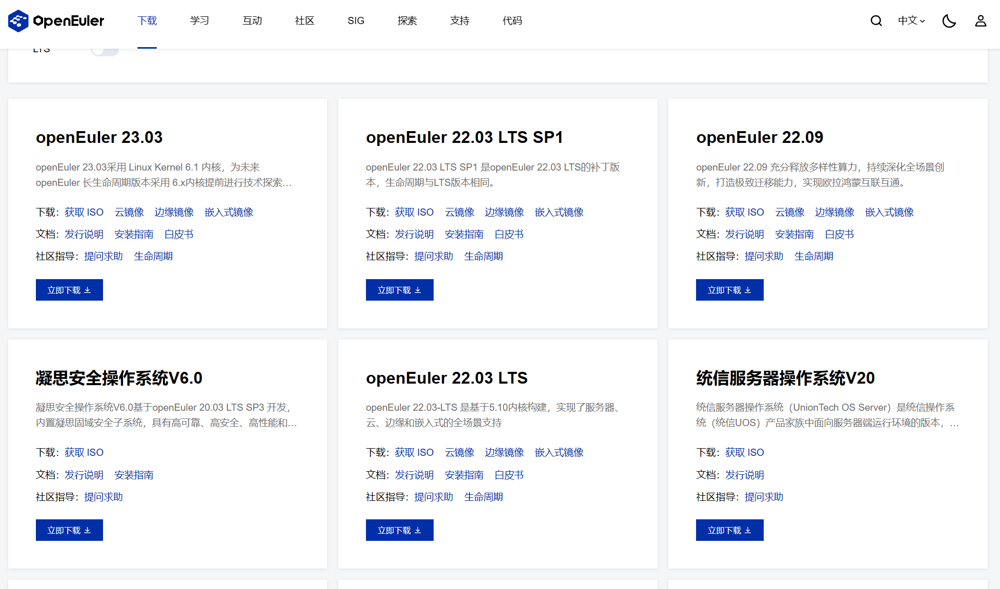 openEuler 下载 学习 互动 社区 SIG 探索 支持 代码 中文
LTS
openEuler 23.03
openEuler 23.03采用 Linux Kernel 6.1 内核，为未来
openEuler 长生命周期版本采用 6.x内核提前进行技术探索...
下载： 获取 ISO 云镜像 边缘镜像 嵌入式镜像
文档： 发行说明 安装指南 白皮书
社区指导： 提问求助 生命周期
立即下载
openEuler 22.03 LTS SP1
openEuler 22.03 LTS SP1 是openEuler 22.03 LTS的补丁版
本，生命周期与LTS版本相同。
下载： 获取 ISO 云镜像 边缘镜像 嵌入式镜像
文档： 发行说明 安装指南 白皮书
社区指导： 提问求助 生命周期
立即下载
openEuler 22.09
openEuler 22.09 充分释放多样性算力，持续深化全场景创
新，打造极致迁移能力，实现欧拉鸿蒙互联互通。
下载： 获取 ISO 云镜像 边缘镜像 嵌入式镜像
文档： 发行说明 安装指南 白皮书
社区指导： 提问求助 生命周期
立即下载
凝思安全操作系统V6.0
凝思安全操作系统V6.0基于openEuler 20.03 LTS SP3 开发，
内置凝思固域安全子系统，具有高可靠、高安全、高性能和...
下载： 获取 ISO
文档： 发行说明 安装指南
社区指导： 提问求助
立即下载
openEuler 22.03 LTS
openEuler 22.03-LTS 是基于5.10内核构建，实现了服务器、
云、边缘和嵌入式的全场景支持
下载： 获取 ISO 云镜像 边缘镜像 嵌入式镜像
文档： 发行说明 安装指南 白皮书
社区指导： 提问求助 生命周期
立即下载
统信服务器操作系统V20
统信服务器操作系统（UnionTech OS Server）是统信操作系
统（统信UOS）产品家族中面向服务器端运行环境的版本，...
下载： 获取 ISO
文档： 发行说明
社区指导： 提问求助
立即下载